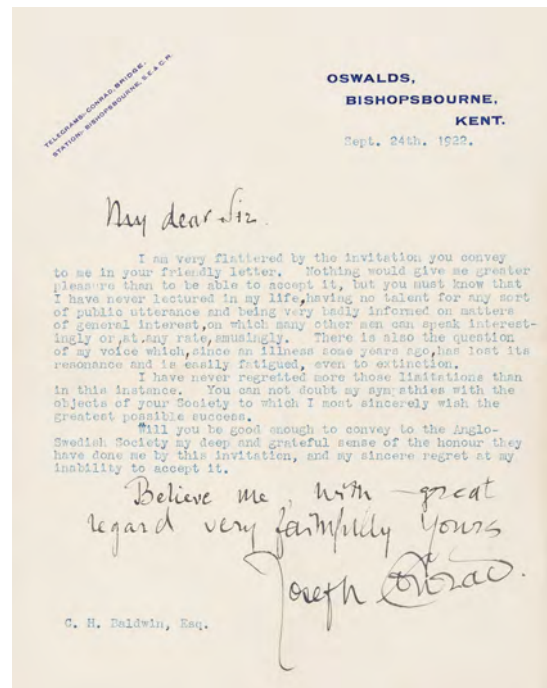 TELEGRAMS:- CONRAD, BRIDGE.
STATION:- BISHOPSBOURNE, S.E. & C.R.
OSWALDS,
BISHOPSBOURNE,
KENT.
Sept. 24th. 1922.
My dear Sir.
I am very flattered by the invitation you convey
to me in your friendly letter. Nothing would give me greater
pleasure than to be able to accept it, but you must know that
I have never lectured in my life, having no talent for any sort
of public utterance and being very badly informed on matters
of general interest, on which many other men can speak interest-
ingly or, at any rate, amusingly. There is also the question
of my voice which, since an illness some years ago, has lost its
resonance and is easily fatigued, even to extinction.
I have never regretted more those limitations than
in this instance. You can not doubt my sympathies with the
objects of your Society to which I most sincerely wish the
greatest possible success.
Will you be good enough to convey to the Anglo-
Swedish Society my deep and grateful sense of the honour they
have done me by this invitation, and my sincere regret at my
inability to accept it.
Believe me, with great
regard very faithfully Yours
Joseph Conrad.
C. H. Baldwin, Esq.